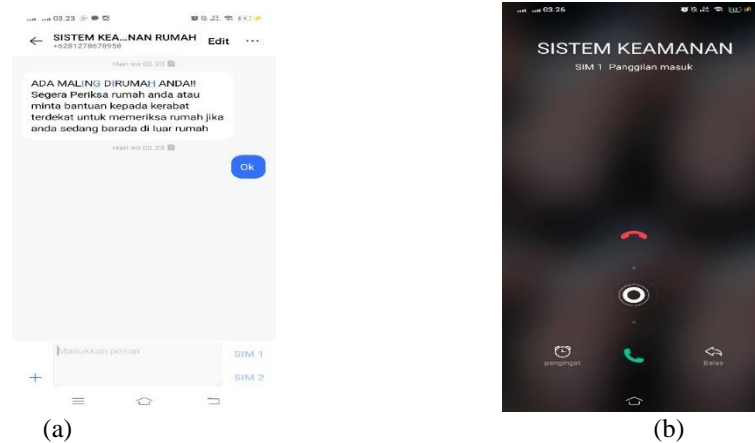 03.23
SISTEM KEA...NAN RUMAH
Edit
+6281278678958
Hari ini 03.23
ADA MALING DIRUMAH ANDA!!
Segera Periksa rumah anda atau
minta bantuan kepada kerabat
terdekat untuk memeriksa rumah jika
anda sedang barada di luar rumah
Hari ini 03.23
Ok
Masukkan pesan
SIM 1
SIM 2
(a)
03.26
SISTEM KEAMANAN
SIM 1 Panggilan masuk
pengingat
Balas
(b)